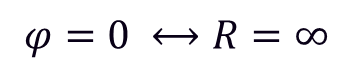 φ = 0 ⟷ R = ∞